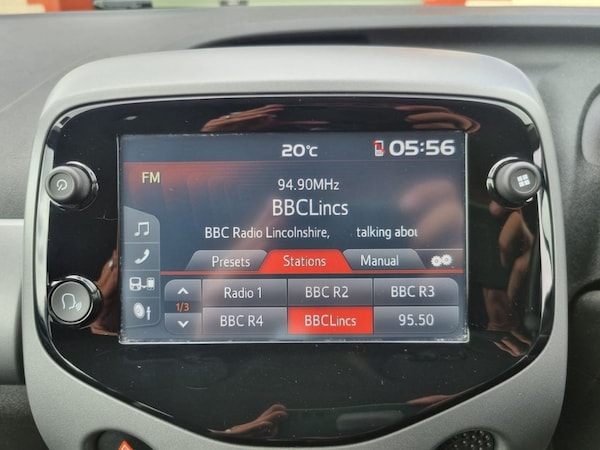 20°C 05:56
FM
94.90MHz
BBCLincs
BBC Radio Lincolnshire, talking abou
Presets Stations Manual
Radio 1 BBC R2 BBC R3
1/3
BBC R4 BBCLincs 95.50